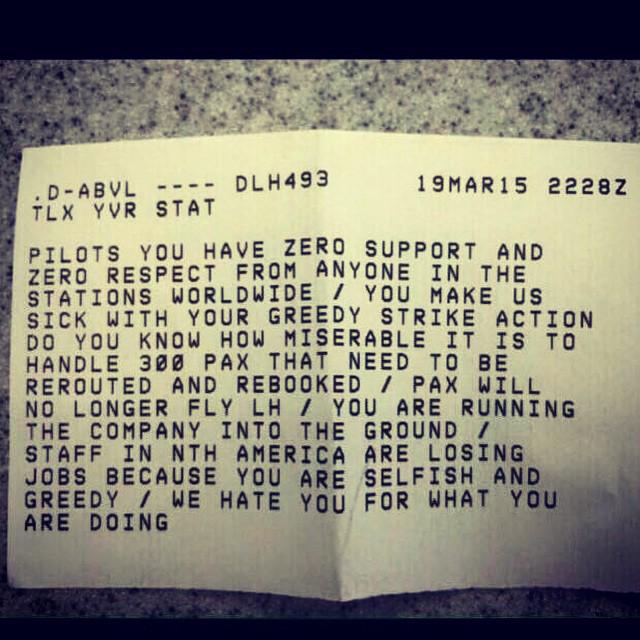 .D-ABVL ---- DLH493 19MAR15 2228Z
TLX YVR STAT
PILOTS YOU HAVE ZERO SUPPORT AND
ZERO RESPECT FROM ANYONE IN THE
STATIONS WORLDWIDE / YOU MAKE US
SICK WITH YOUR GREEDY STRIKE ACTION
DO YOU KNOW HOW MISERABLE IT IS TO
HANDLE 300 PAX THAT NEED TO BE
REROUTED AND REBOOKED / PAX WILL
NO LONGER FLY LH / YOU ARE RUNNING
THE COMPANY INTO THE GROUND /
STAFF IN NTH AMERICA ARE LOSING
JOBS BECAUSE YOU ARE SELFISH AND
GREEDY / WE HATE YOU FOR WHAT YOU
ARE DOING